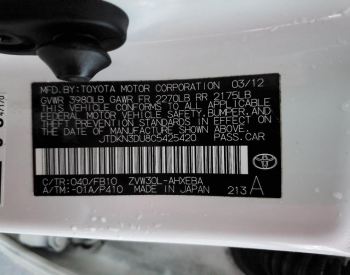 MFD. BY: TOYOTA MOTOR CORPORATION 03/12
GVWR 3980LB GAWR FR 2270LB RR 2175LB
THIS VEHICLE CONFORMS TO ALL APPLICABLE
FEDERAL MOTOR VEHICLE SAFETY, BUMPER, AND
THEFT PREVENTION STANDARDS IN EFFECT ON
THE DATE OF MANUFACTURE SHOWN ABOVE.
JTDKN3DU8C5425420 PASS.CAR
C/TR:040/FB10 ZVW30L-AHXEBA
A/TM:-01A/P410 MADE IN JAPAN 213 A
TOYOTA